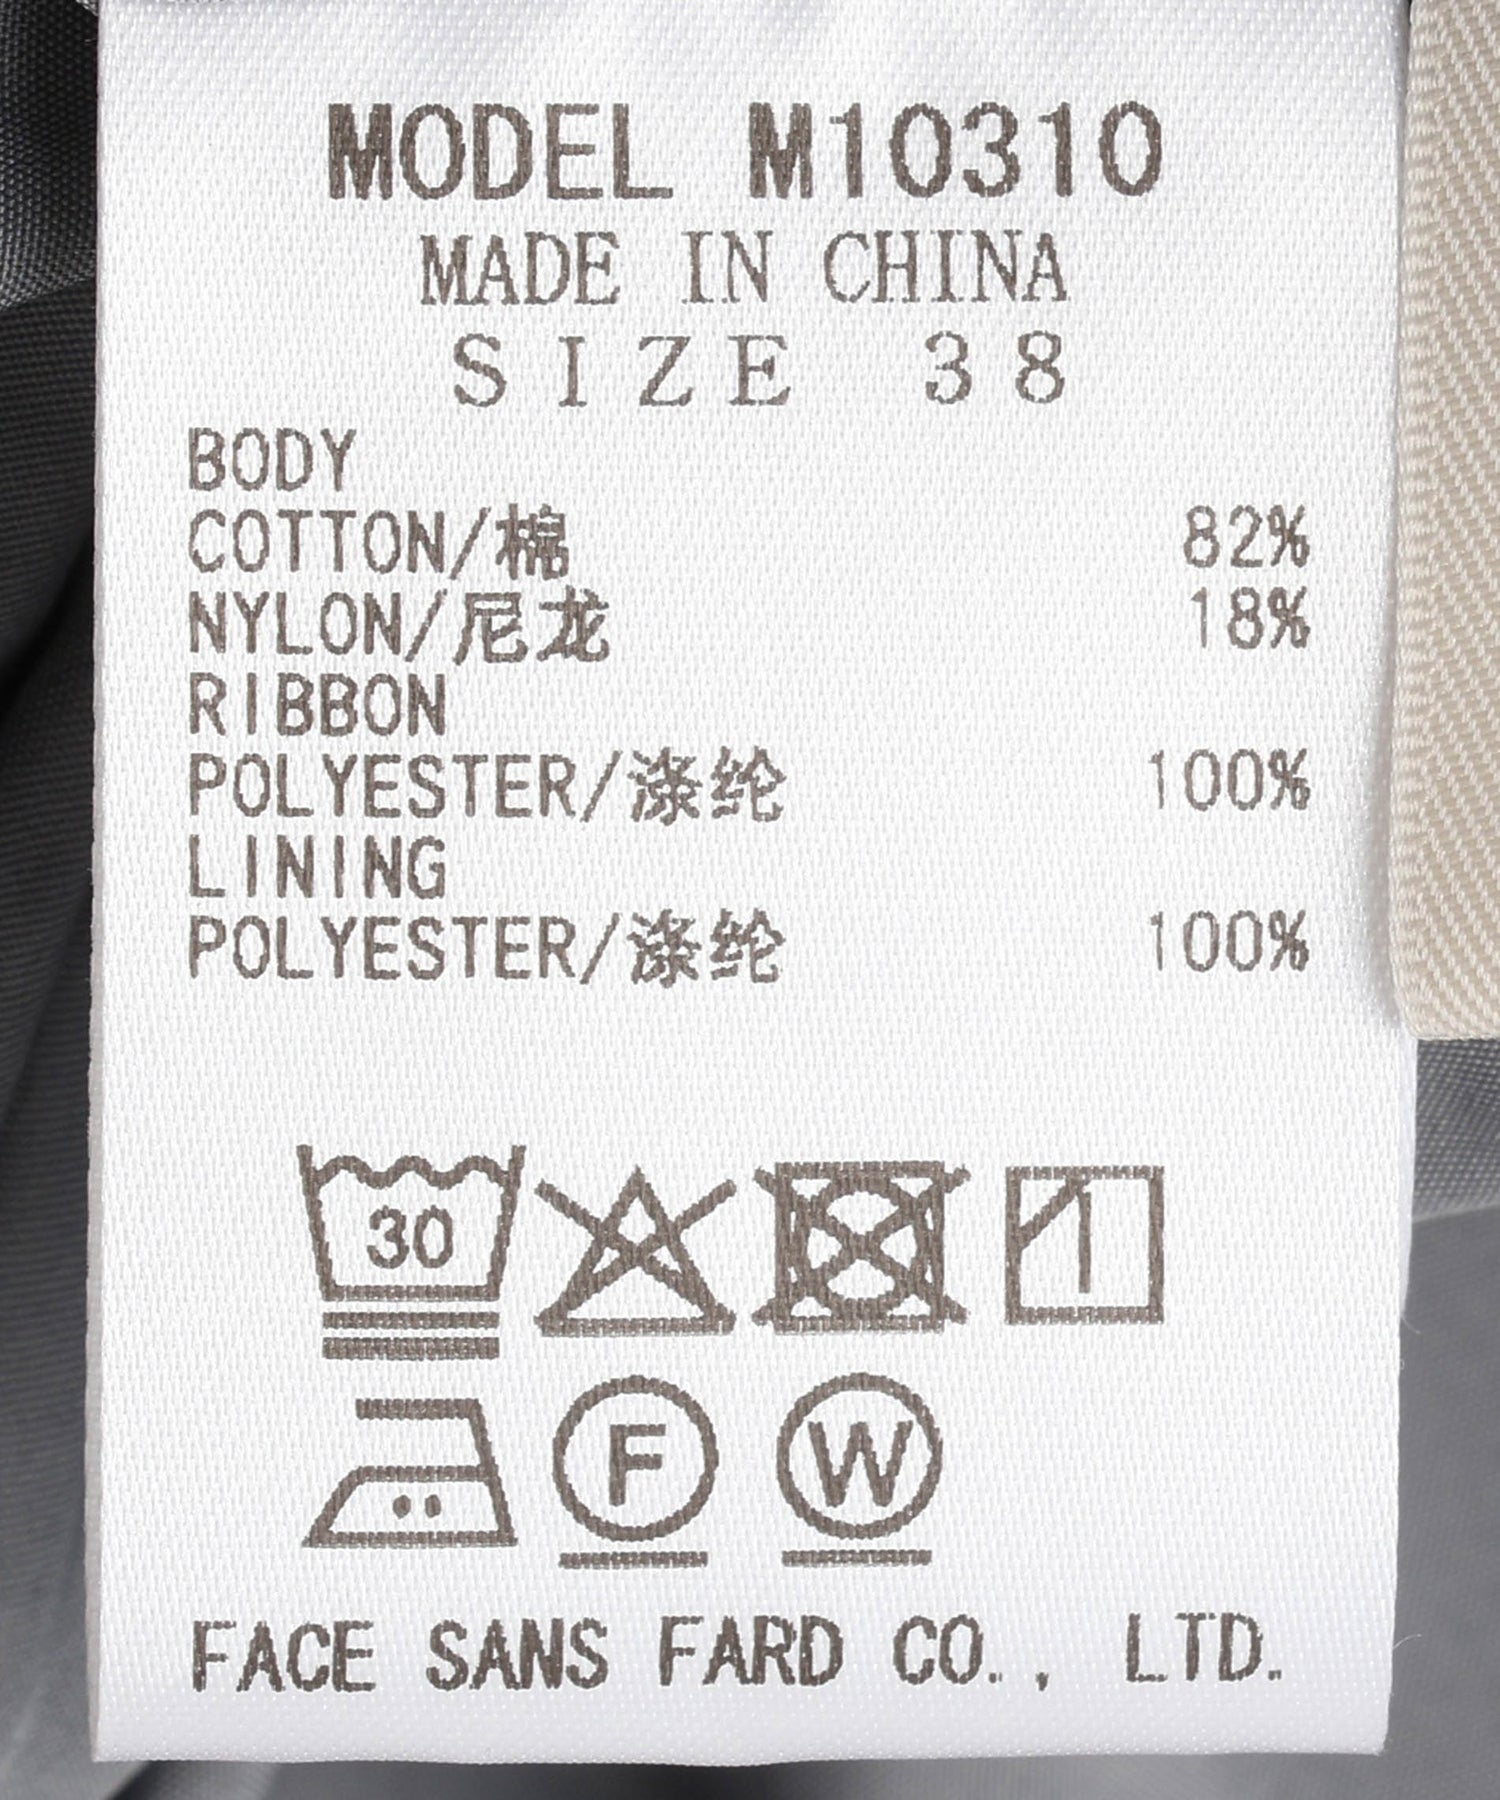 MODEL M10310
MADE IN CHINA
SIZE 38
BODY
COTTON/棉 82%
NYLON/尼龙 18%
RIBBON
POLYESTER/涤纶 100%
LINING
POLYESTER/涤纶 100%
30
F W
FACE SANS FARD CO., LTD.